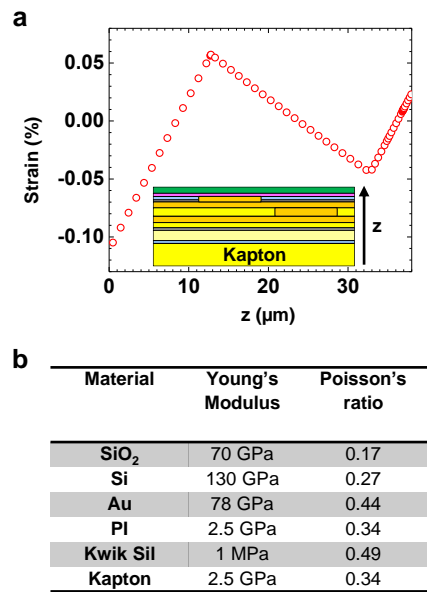 a
0.05
0.00
-0.05
-0.10
Strain (%)
Kapton
z
0 10 20 30
z (µm)
b
Material Young's Modulus Poisson's ratio
SiO2 70 GPa 0.17
Si 130 GPa 0.27
Au 78 GPa 0.44
PI 2.5 GPa 0.34
Kwik Sil 1 MPa 0.49
Kapton 2.5 GPa 0.34